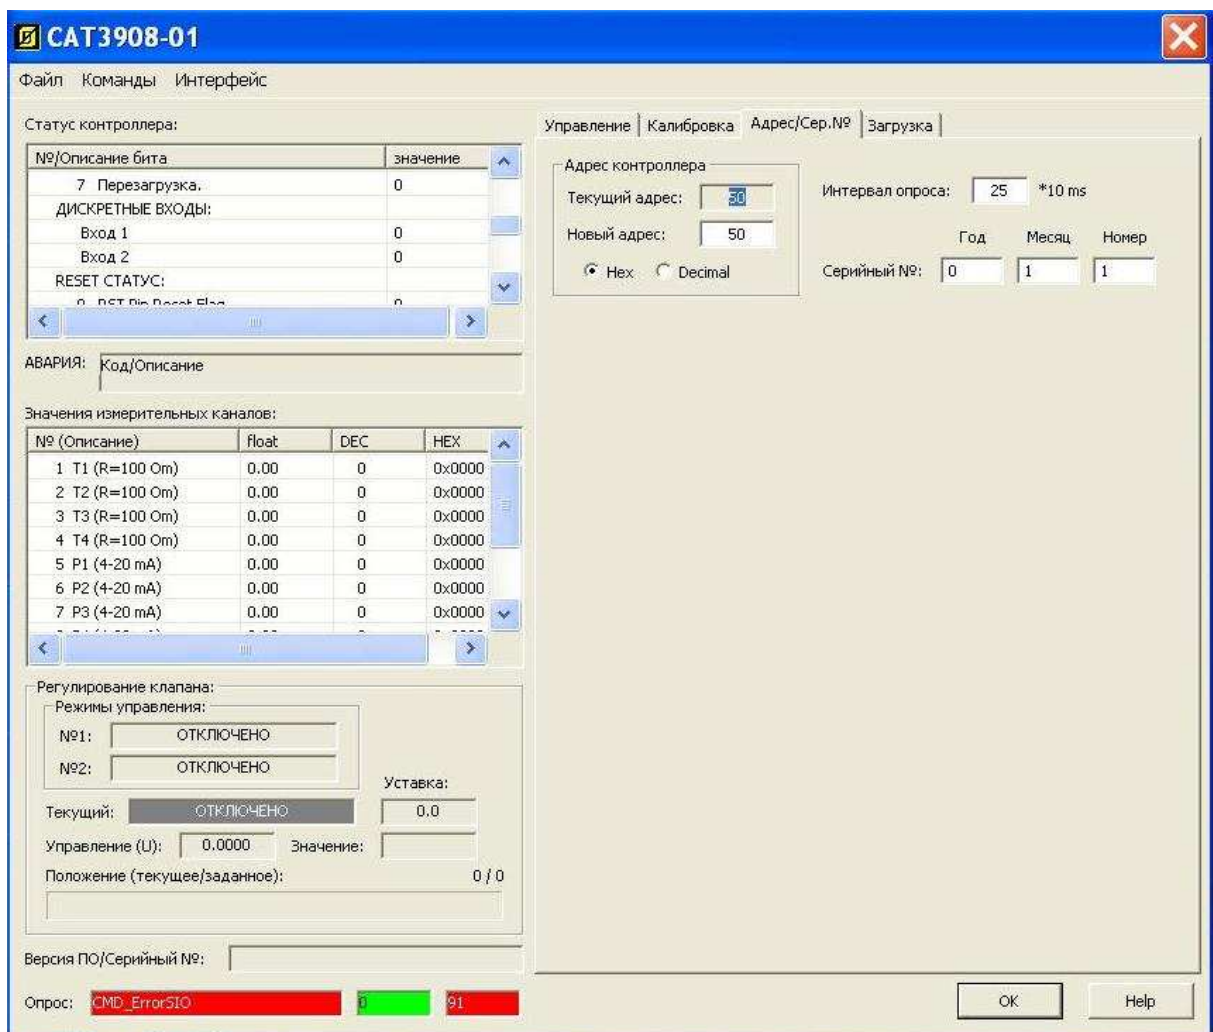 CAT3908-01
Файл Команды Интерфейс
Статус контроллера:
№/Описание бита значение
7 Перезагрузка. 0
ДИСКРЕТНЫЕ ВХОДЫ:
Вход 1 0
Вход 2 0
RESET СТАТУС:
АВАРИЯ: Код/Описание
Значения измерительных каналов:
№ (Описание) float DEC HEX
1 T1 (R=100 Om) 0.00 0 0x0000
2 T2 (R=100 Om) 0.00 0 0x0000
3 T3 (R=100 Om) 0.00 0 0x0000
4 T4 (R=100 Om) 0.00 0 0x0000
5 P1 (4-20 mA) 0.00 0 0x0000
6 P2 (4-20 mA) 0.00 0 0x0000
7 P3 (4-20 mA) 0.00 0 0x0000
Регулирование клапана:
Режимы управления:
№1: ОТКЛЮЧЕНО
№2: ОТКЛЮЧЕНО
Уставка:
Текущий: ОТКЛЮЧЕНО 0.0
Управление (U): 0.0000 Значение:
Положение (текущее/заданное): 0 / 0
Версия ПО/Серийный №:
Опрос: CMD_ErrorSIO 0 91
Управление Калибровка Адрес/Сер.№ Загрузка
Адрес контроллера
Текущий адрес: 50
Новый адрес: 50
Hex Decimal
Интервал опроса: 25 *10 ms
Год Месяц Номер
Серийный №: 0 1 1
OK Help